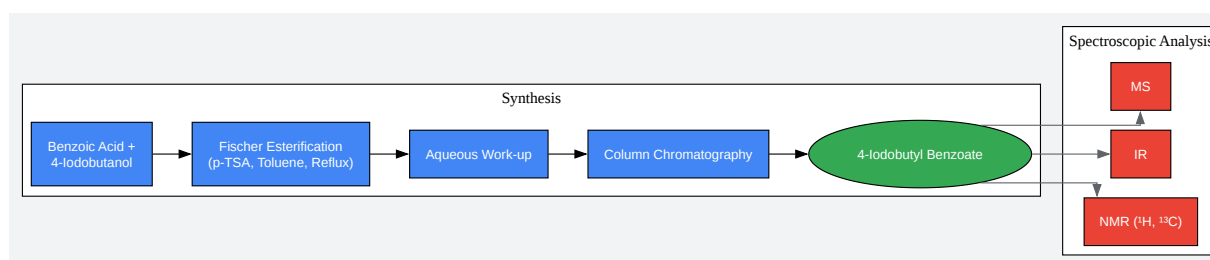 Synthesis
Benzoic Acid +
4-Iodobutanol
Fischer Esterification
(p-TSA, Toluene, Reflux)
Aqueous Work-up
Column Chromatography
4-Iodobutyl Benzoate
Spectroscopic Analysis
MS
IR
NMR (¹H, ¹³C)